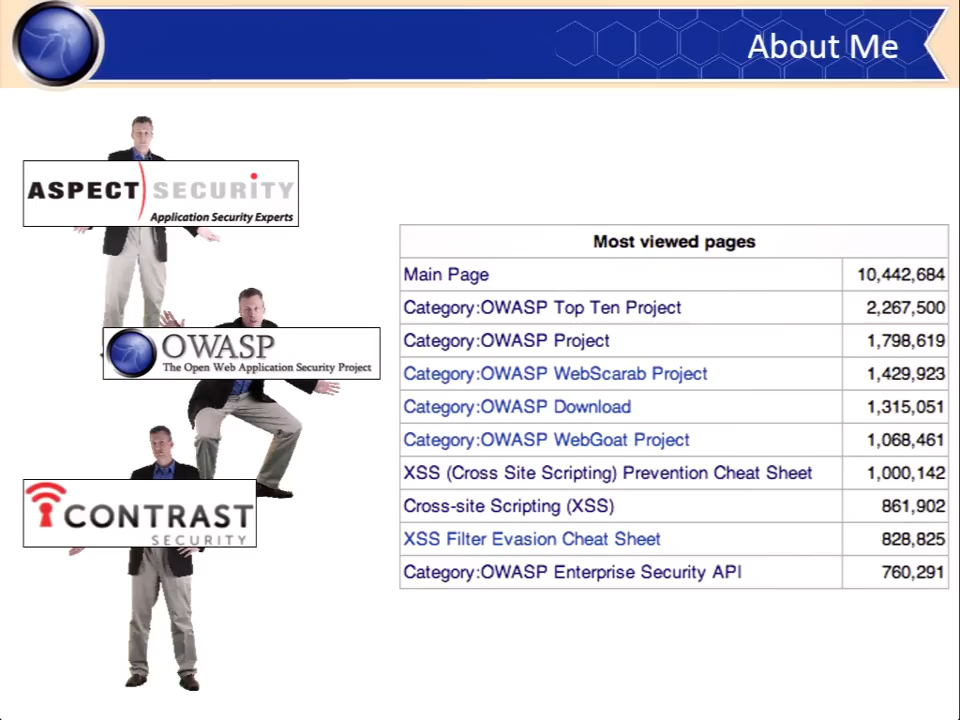 About Me
ASPECT SECURITY
Application Security Experts
OWASP
The Open Web Application Security Project
CONTRAST
SECURITY
Most viewed pages
Main Page 10,442,684
Category:OWASP Top Ten Project 2,267,500
Category:OWASP Project 1,798,619
Category:OWASP WebScarab Project 1,429,923
Category:OWASP Download 1,315,051
Category:OWASP WebGoat Project 1,068,461
XSS (Cross Site Scripting) Prevention Cheat Sheet 1,000,142
Cross-site Scripting (XSS) 861,902
XSS Filter Evasion Cheat Sheet 828,825
Category:OWASP Enterprise Security API 760,291